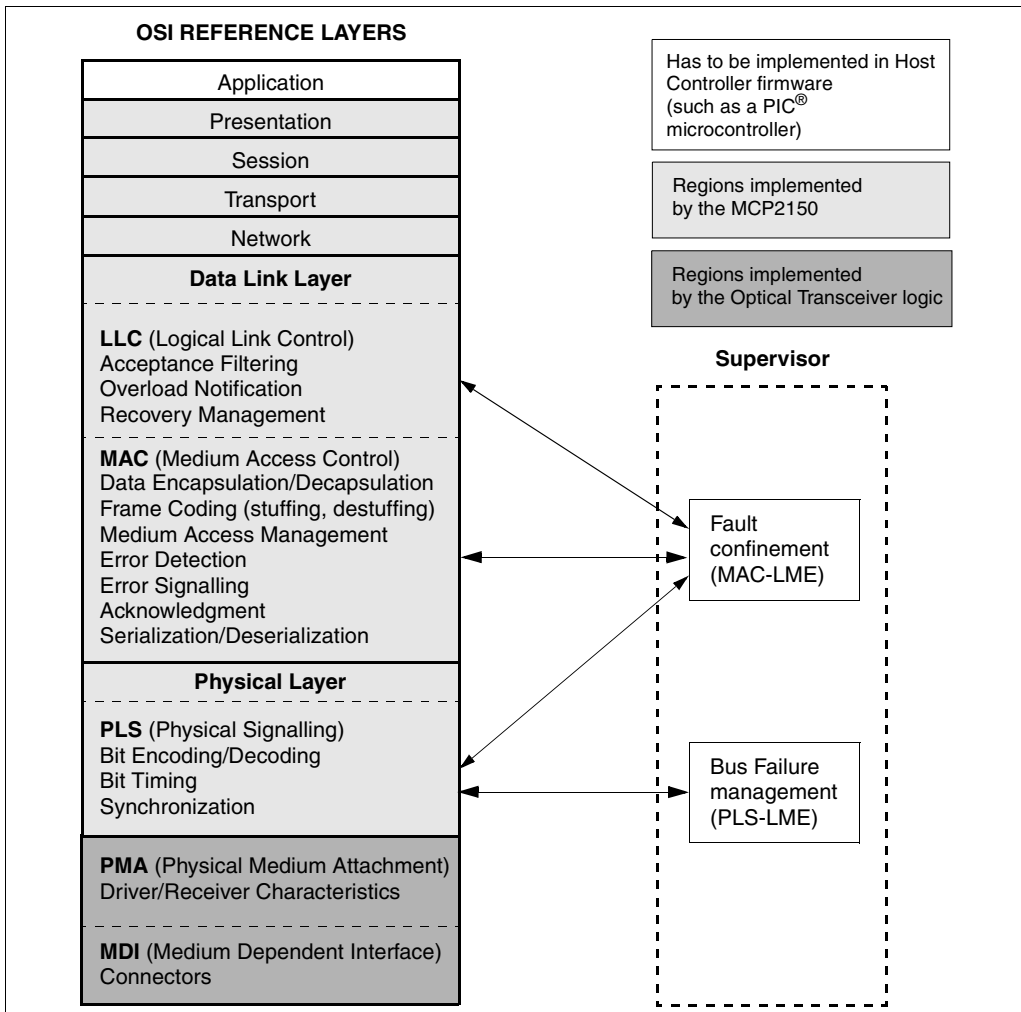 OSI REFERENCE LAYERS
Application
Presentation
Session
Transport
Network
Data Link Layer
LLC (Logical Link Control)
Acceptance Filtering
Overload Notification
Recovery Management
MAC (Medium Access Control)
Data Encapsulation/Decapsulation
Frame Coding (stuffing, destuffing)
Medium Access Management
Error Detection
Error Signalling
Acknowledgment
Serialization/Deserialization
Physical Layer
PLS (Physical Signalling)
Bit Encoding/Decoding
Bit Timing
Synchronization
PMA (Physical Medium Attachment)
Driver/Receiver Characteristics
MDI (Medium Dependent Interface)
Connectors
Has to be implemented in Host
Controller firmware
(such as a PIC®
microcontroller)
Regions implemented
by the MCP2150
Regions implemented
by the Optical Transceiver logic
Supervisor
Fault
confinement
(MAC-LME)
Bus Failure
management
(PLS-LME)